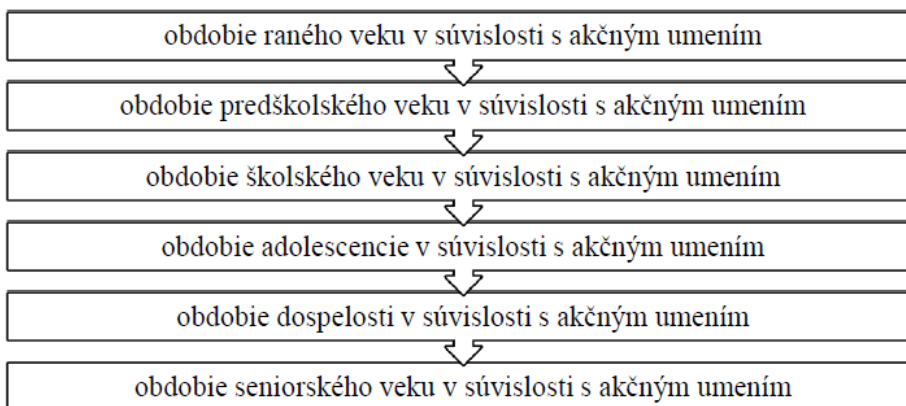 obdobie raného veku v súvislosti s akčným umením
obdobie predškolského veku v súvislosti s akčným umením
obdobie školského veku v súvislosti s akčným umením
obdobie adolescencie v súvislosti s akčným umením
obdobie dospelosti v súvislosti s akčným umením
obdobie seniorského veku v súvislosti s akčným umením